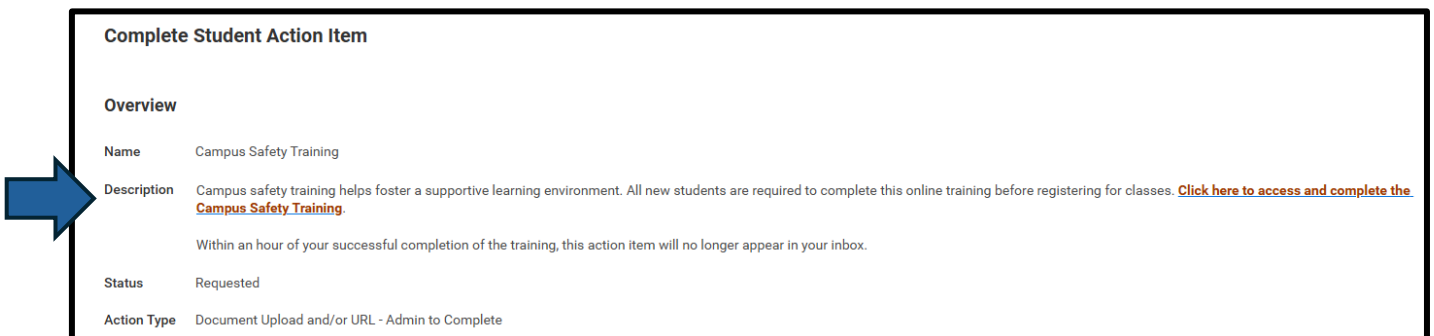 Complete Student Action Item
Overview
Name Campus Safety Training
Description Campus safety training helps foster a supportive learning environment. All new students are required to complete this online training before registering for classes. Click here to access and complete the
Campus Safety Training.
Within an hour of your successful completion of the training, this action item will no longer appear in your inbox.
Status Requested
Action Type Document Upload and/or URL - Admin to Complete